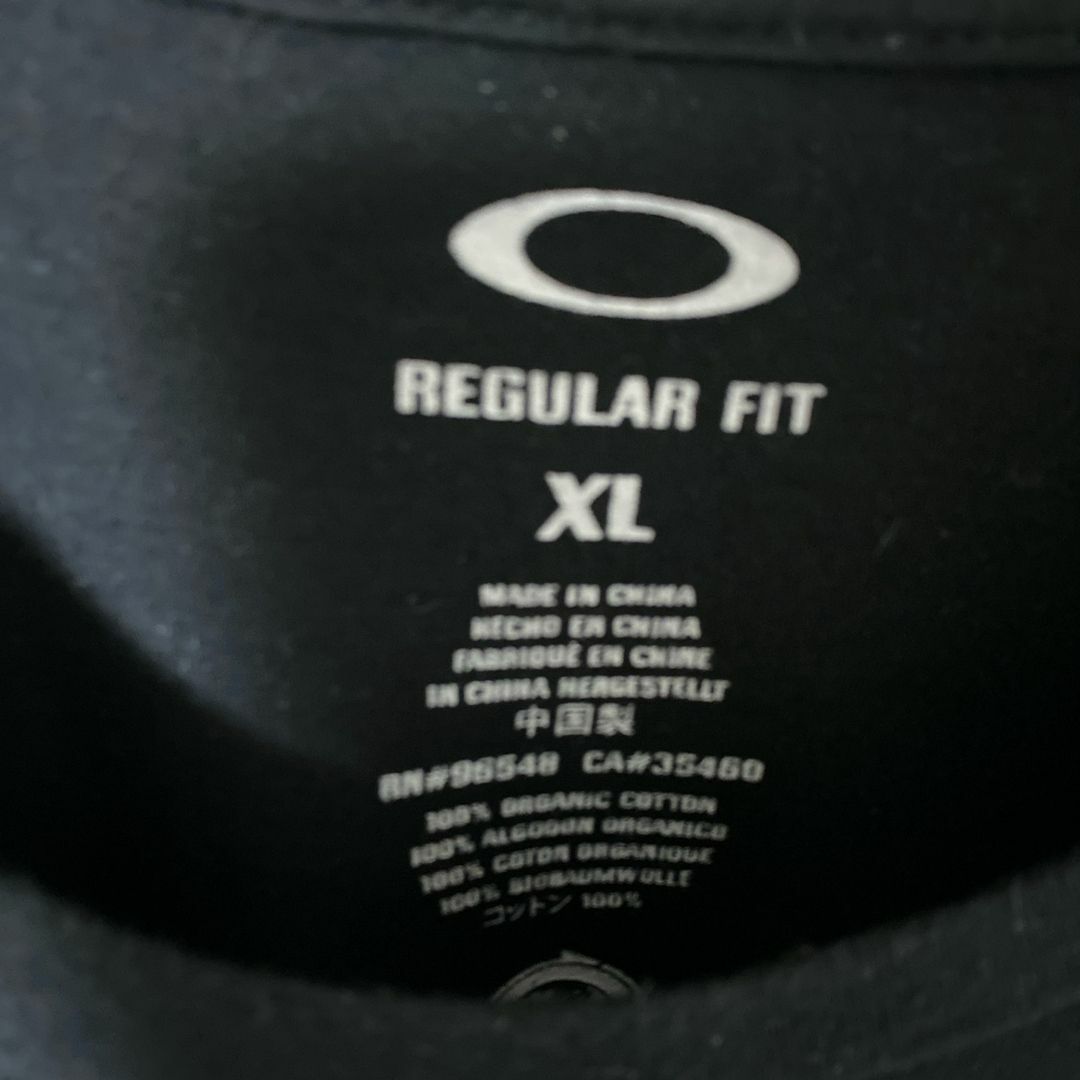 REGULAR FIT
XL
MADE IN CHINA
HECHO EN CHINA
FABRIQUÉ EN CHINE
IN CHINA HERGESTELLT
中国製
RN#96548 CA#35460
100% ORGANIC COTTON
100% ALGODON ORGANICO
100% COTON ORGANIQUE
100% BIOBAUMWOLLE
コットン 100%